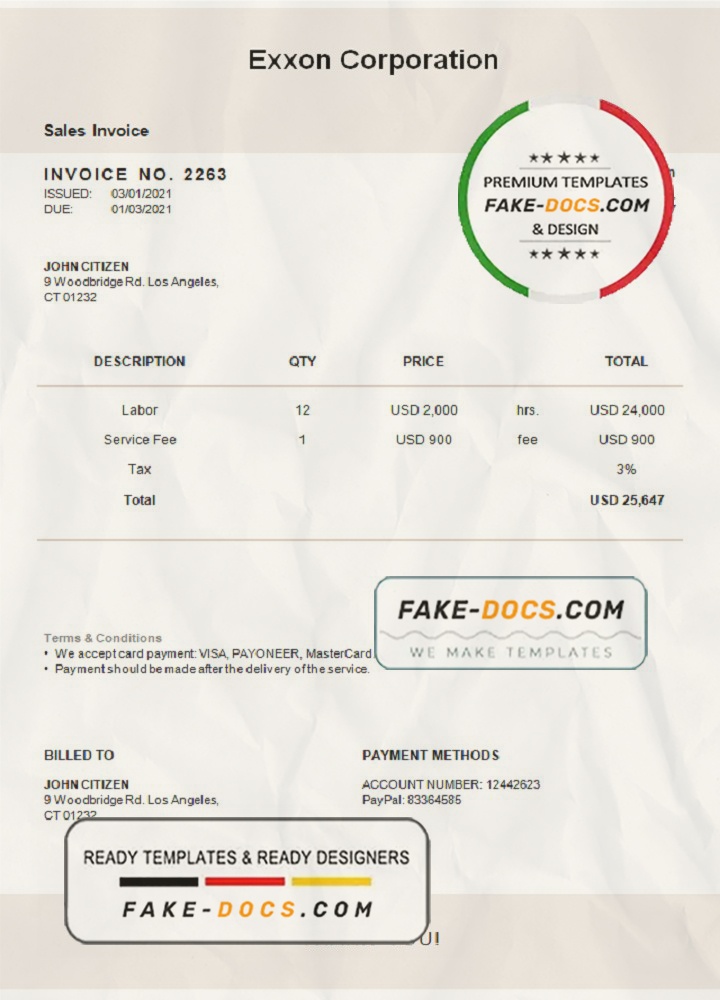 Exxon Corporation
Sales Invoice
INVOICE NO. 2263
ISSUED: 03/01/2021
DUE: 01/03/2021
PREMIUM TEMPLATES
FAKE-DOCS.COM
& DESIGN
JOHN CITIZEN
9 Woodbridge Rd. Los Angeles,
CT 01232
DESCRIPTION QTY PRICE TOTAL
Labor 12 USD 2,000 hrs. USD 24,000
Service Fee 1 USD 900 fee USD 900
Tax 3%
Total USD 25,647
FAKE-DOCS.COM
WE MAKE TEMPLATES
Terms & Conditions
• We accept card payment: VISA, PAYONEER, MasterCard.
• Payment should be made after the delivery of the service.
BILLED TO
JOHN CITIZEN
9 Woodbridge Rd. Los Angeles,
CT 01232
PAYMENT METHODS
ACCOUNT NUMBER: 12442623
PayPal: 83364585
READY TEMPLATES & READY DESIGNERS
FAKE-DOCS.COM
U!